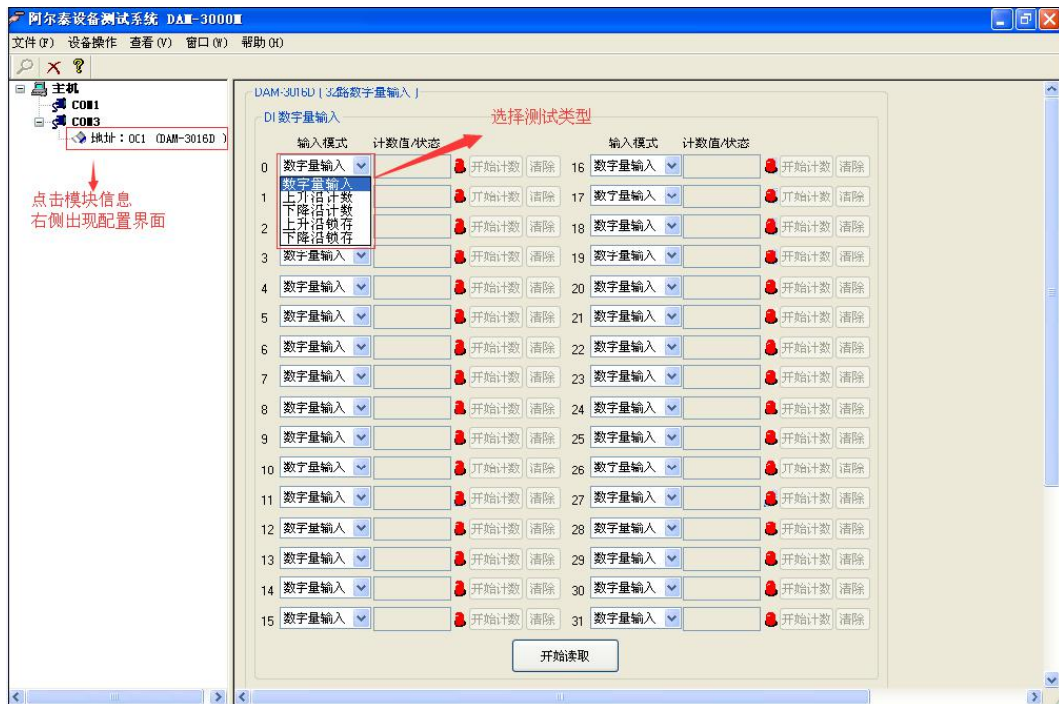 阿尔泰设备测试系统 DAM-3000M
文件(F) 设备操作 查看(V) 窗口(W) 帮助(H)
主机
COM1
COM3
地址：0C1 (DAM-3016D )
点击模块信息
右侧出现配置界面
DAM-3016D [ 32路数字量输入 ]
DI 数字量输入
选择测试类型
输入模式 计数值/状态 输入模式 计数值/状态
0 数字量输入 开始计数 清除 16 数字量输入 开始计数 清除
数字量输入
上升沿计数
下降沿计数
上升沿锁存
下降沿锁存
1 开始计数 清除 17 数字量输入 开始计数 清除
2 开始计数 清除 18 数字量输入 开始计数 清除
3 数字量输入 开始计数 清除 19 数字量输入 开始计数 清除
4 数字量输入 开始计数 清除 20 数字量输入 开始计数 清除
5 数字量输入 开始计数 清除 21 数字量输入 开始计数 清除
6 数字量输入 开始计数 清除 22 数字量输入 开始计数 清除
7 数字量输入 开始计数 清除 23 数字量输入 开始计数 清除
8 数字量输入 开始计数 清除 24 数字量输入 开始计数 清除
9 数字量输入 开始计数 清除 25 数字量输入 开始计数 清除
10 数字量输入 开始计数 清除 26 数字量输入 开始计数 清除
11 数字量输入 开始计数 清除 27 数字量输入 开始计数 清除
12 数字量输入 开始计数 清除 28 数字量输入 开始计数 清除
13 数字量输入 开始计数 清除 29 数字量输入 开始计数 清除
14 数字量输入 开始计数 清除 30 数字量输入 开始计数 清除
15 数字量输入 开始计数 清除 31 数字量输入 开始计数 清除
开始读取